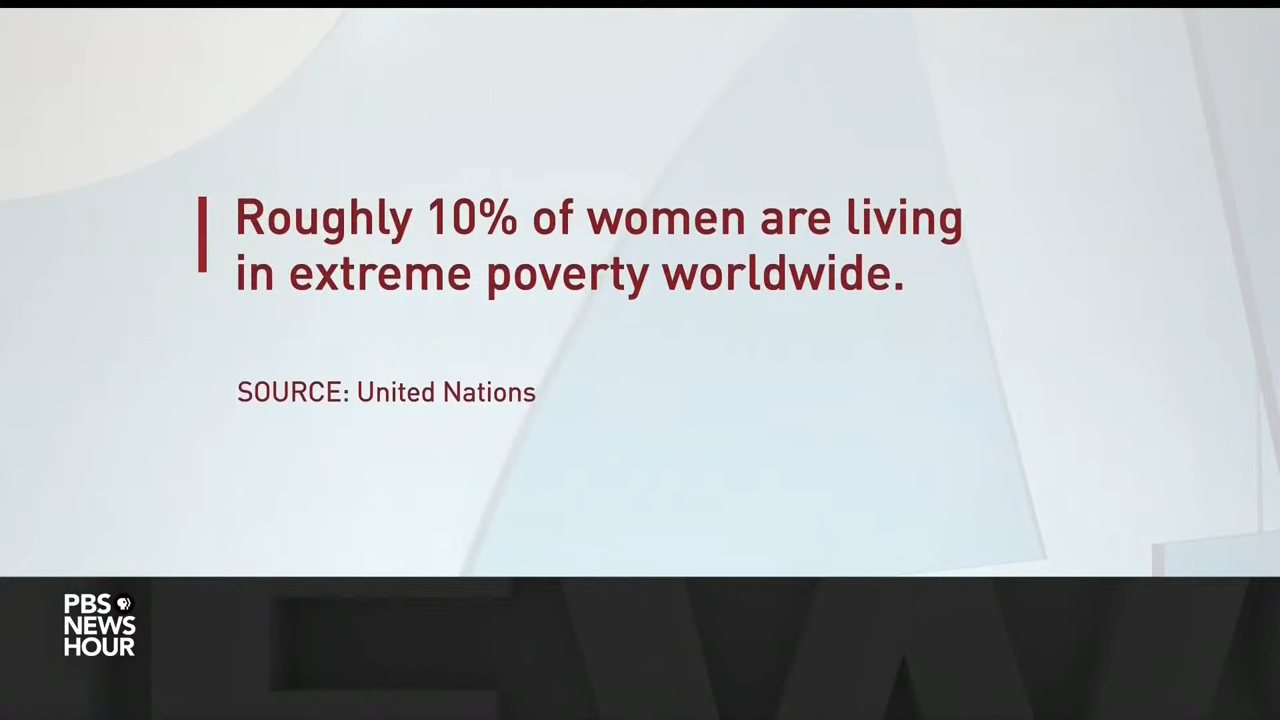 Roughly 10% of women are living
in extreme poverty worldwide.
SOURCE: United Nations
PBS
NEWS
HOUR